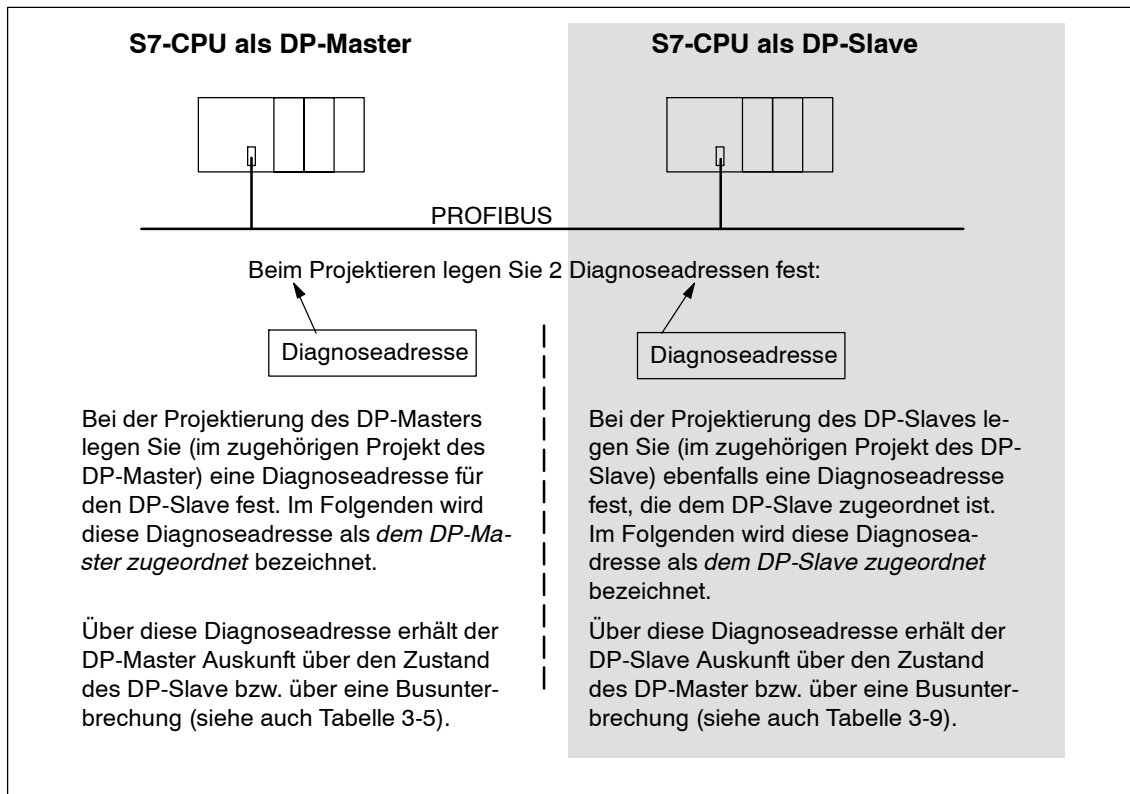 S7-CPU als DP-Master
S7-CPU als DP-Slave
PROFIBUS
Beim Projektieren legen Sie 2 Diagnoseadressen fest:
Diagnoseadresse
Diagnoseadresse
Bei der Projektierung des DP-Masters
legen Sie (im zugehörigen Projekt des
DP-Master) eine Diagnoseadresse für
den DP-Slave fest. Im Folgenden wird
diese Diagnoseadresse als dem DP-Ma-
ster zugeordnet bezeichnet.
Über diese Diagnoseadresse erhält der
DP-Master Auskunft über den Zustand
des DP-Slave bzw. über eine Busunter-
brechung (siehe auch Tabelle 3-5).
Bei der Projektierung des DP-Slaves le-
gen Sie (im zugehörigen Projekt des DP-
Slave) ebenfalls eine Diagnoseadresse
fest, die dem DP-Slave zugeordnet ist.
Im Folgenden wird diese Diagnosea-
dresse als dem DP-Slave zugeordnet
bezeichnet.
Über diese Diagnoseadresse erhält der
DP-Slave Auskunft über den Zustand
des DP-Master bzw. über eine Busunter-
brechung (siehe auch Tabelle 3-9).